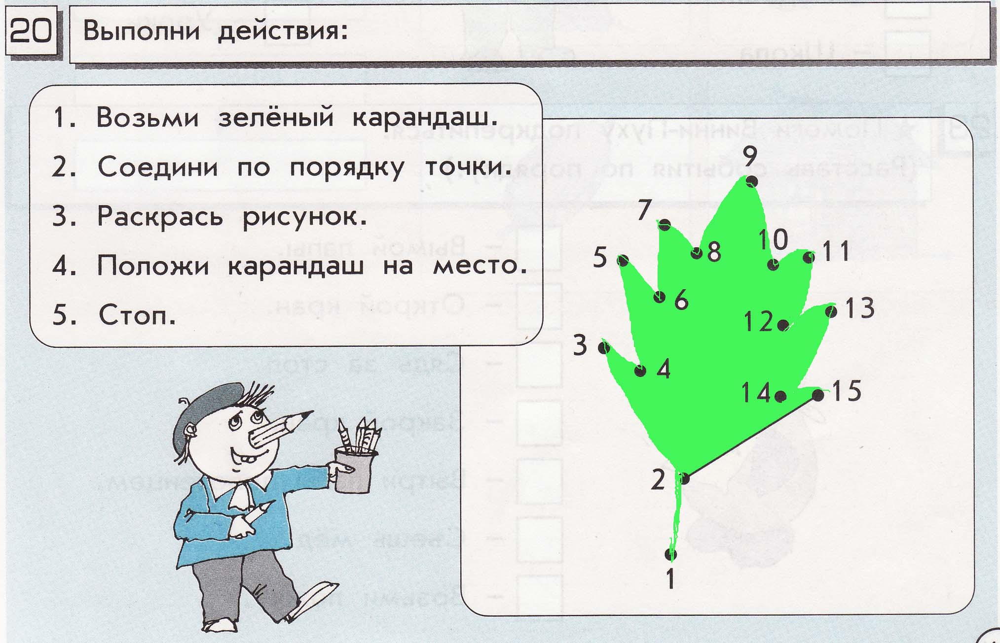 20
Выполни действия:
1. Возьми зелёный карандаш.
2. Соедини по порядку точки.
3. Раскрась рисунок.
4. Положи карандаш на место.
5. Стоп.
9
7
10
5
8
11
6
12
13
3
4
14
15
2
1